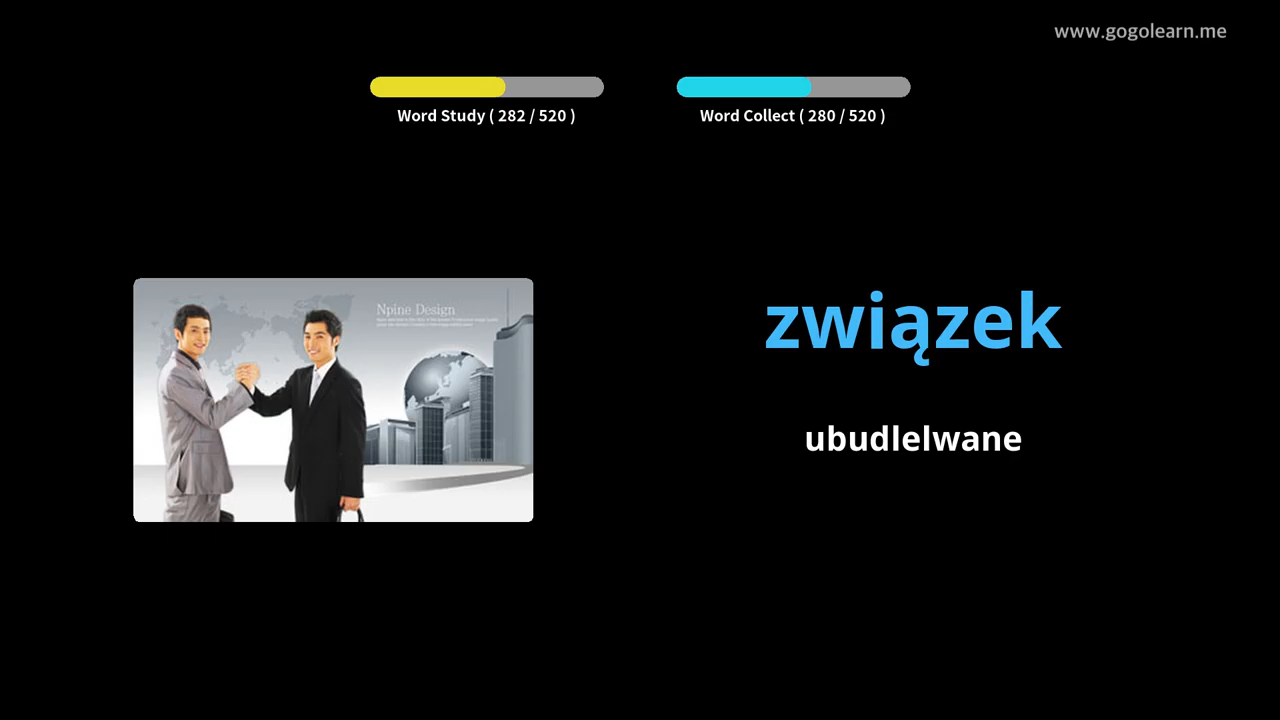 www.gogolearn.me
Word Study ( 282 / 520 )
Word Collect ( 280 / 520 )
Npine Design
związek
ubudlelwane